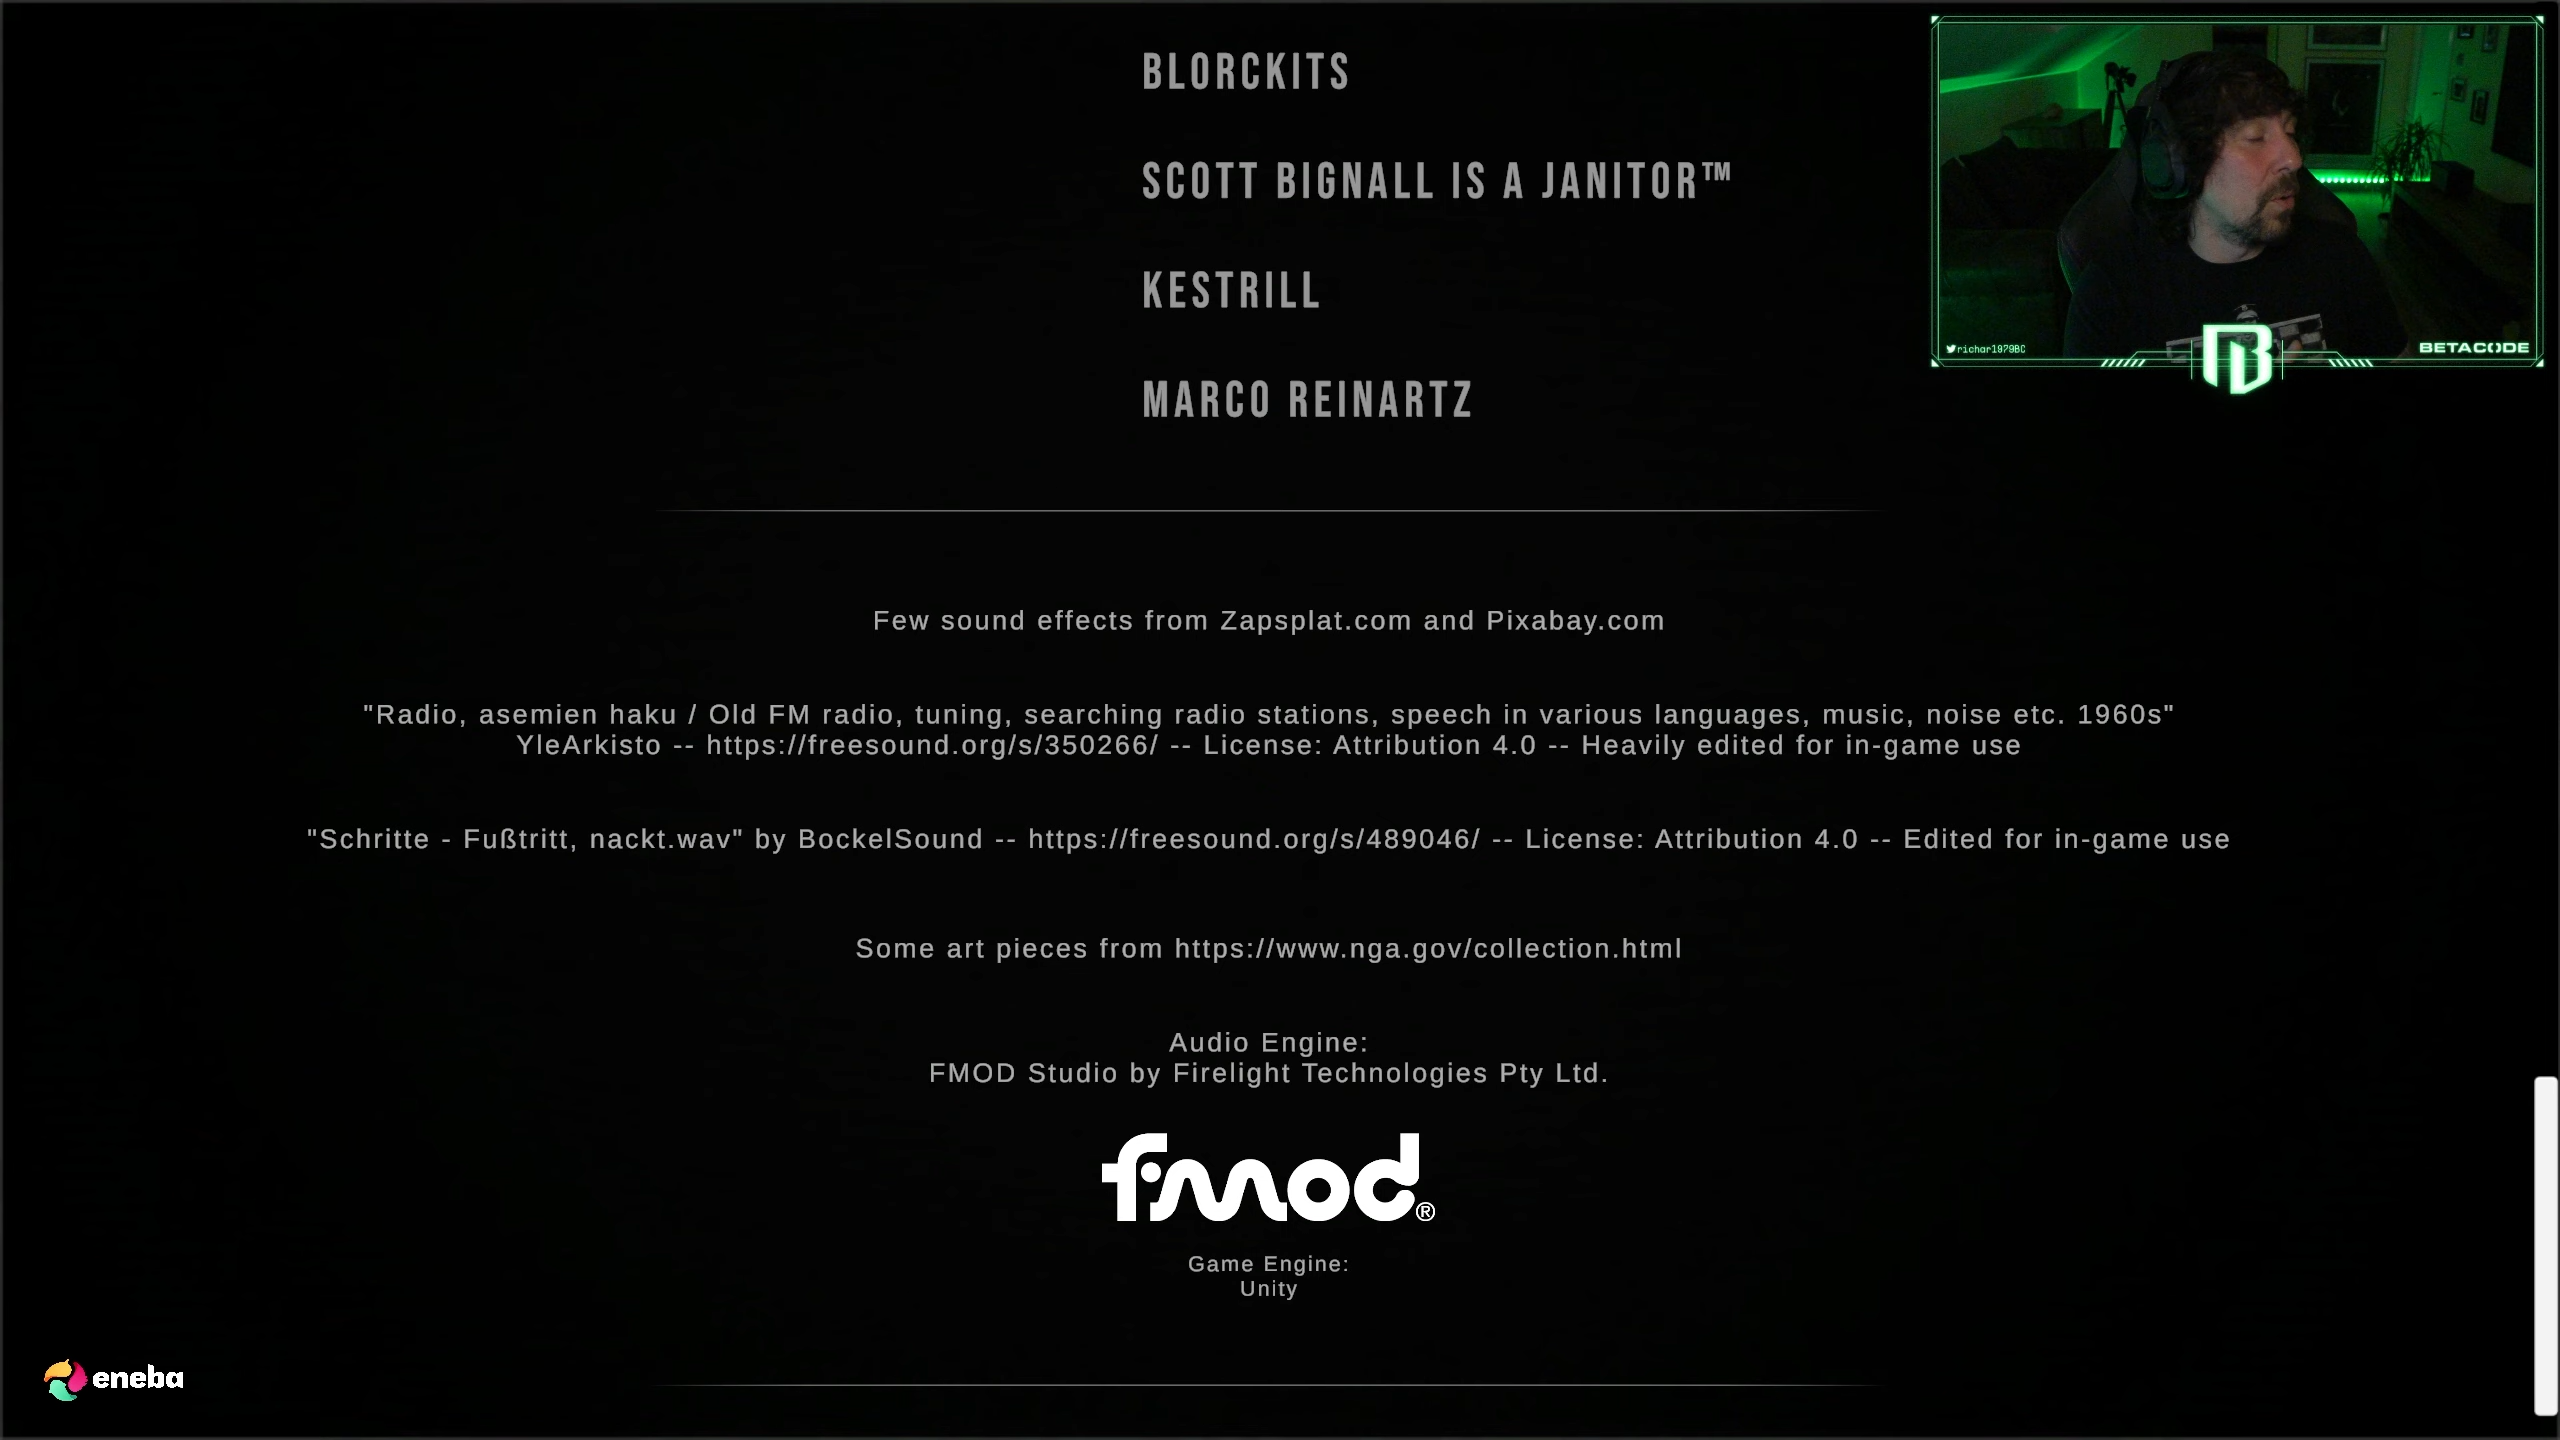 BLORCKITS
SCOTT BIGNALL IS A JANITOR™
KESTRILL
MARCO REINARTZ
richar1979BC
BETACODE
Few sound effects from Zapsplat.com and Pixabay.com
"Radio, asemien haku / Old FM radio, tuning, searching radio stations, speech in various languages, music, noise etc. 1960s"
YleArkisto -- https://freesound.org/s/350266/ -- License: Attribution 4.0 -- Heavily edited for in-game use
"Schritte - Fußtritt, nackt.wav" by BockelSound -- https://freesound.org/s/489046/ -- License: Attribution 4.0 -- Edited for in-game use
Some art pieces from https://www.nga.gov/collection.html
Audio Engine:
FMOD Studio by Firelight Technologies Pty Ltd.
fmod®
Game Engine:
Unity
eneba